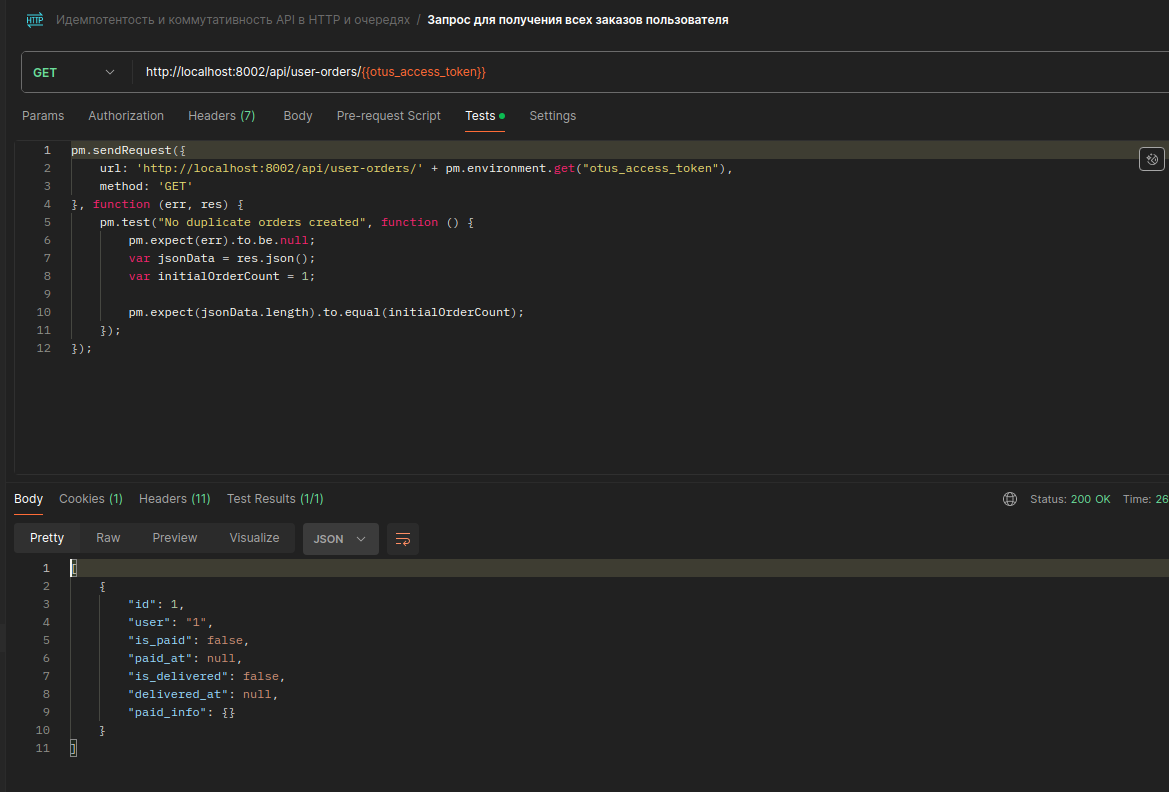 HTTP Идемпотентость и коммутативность API в HTTP и очередях / Запрос для получения всех заказов пользователя
GET http://localhost:8002/api/user-orders/{{otus_access_token}}
Params Authorization Headers (7) Body Pre-request Script Tests Settings
1 pm.sendRequest({
2 url: 'http://localhost:8002/api/user-orders/' + pm.environment.get("otus_access_token"),
3 method: 'GET'
4 }, function (err, res) {
5 pm.test("No duplicate orders created", function () {
6 pm.expect(err).to.be.null;
7 var jsonData = res.json();
8 var initialOrderCount = 1;
9
10 pm.expect(jsonData.length).to.equal(initialOrderCount);
11 });
12 });
Body Cookies (1) Headers (11) Test Results (1/1) Status: 200 OK Time: 26
Pretty Raw Preview Visualize JSON
1 [
2 {
3 "id": 1,
4 "user": "1",
5 "is_paid": false,
6 "paid_at": null,
7 "is_delivered": false,
8 "delivered_at": null,
9 "paid_info": {}
10 }
11 ]